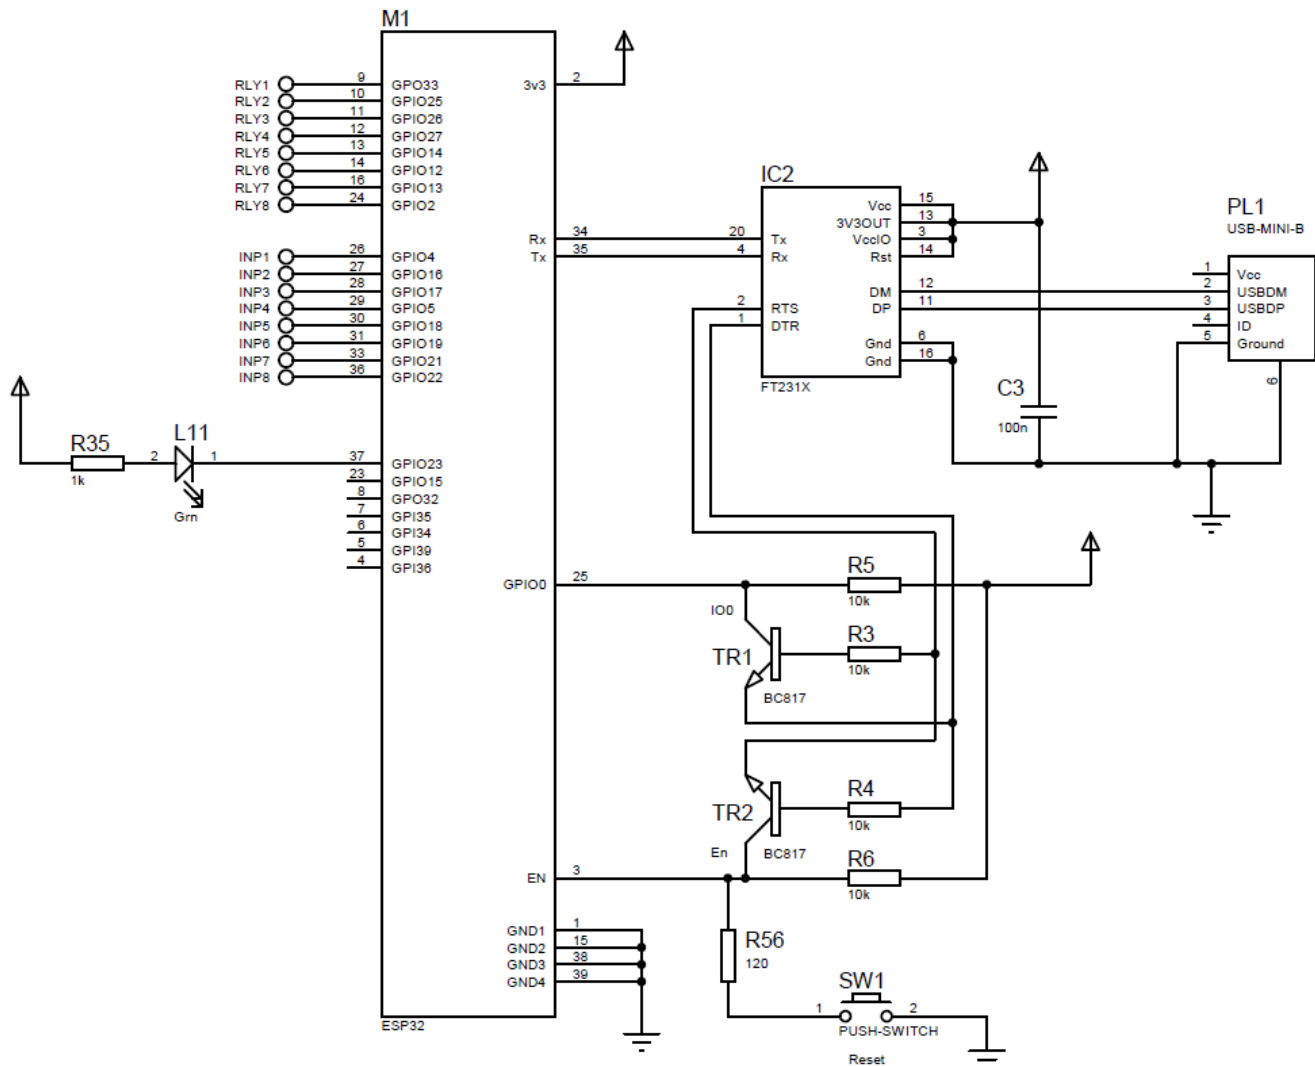 M1
RLY1 9 GPO33
RLY2 10 GPIO25
RLY3 11 GPIO26
RLY4 12 GPIO27
RLY5 13 GPIO14
RLY6 14 GPIO12
RLY7 16 GPIO13
RLY8 24 GPIO2
INP1 26 GPIO4
INP2 27 GPIO16
INP3 28 GPIO17
INP4 29 GPIO5
INP5 30 GPIO18
INP6 31 GPIO19
INP7 33 GPIO21
INP8 36 GPIO22
R35
1k
2 L11 1
Grn
37 GPIO23
23 GPIO15
8 GPO32
7 GPI35
6 GPI34
5 GPI39
4 GPI36
3v3 2
Rx 34
Tx 35
GPIO0 25
EN 3
GND1 1
GND2 15
GND3 38
GND4 39
ESP32
IC2
20 Tx
4 Rx
2 RTS
1 DTR
Vcc 15
3V3OUT 13
VccIO 3
Rst 14
DM 12
DP 11
Gnd 6
Gnd 16
FT231X
C3
100n
PL1
USB-MINI-B
1 Vcc
2 USBDM
3 USBDP
4 ID
5 Ground
6
R5
10k
IO0
R3
10k
TR1
BC817
R4
10k
TR2
BC817
En
R6
10k
R56
120
SW1
1 2
PUSH-SWITCH
Reset